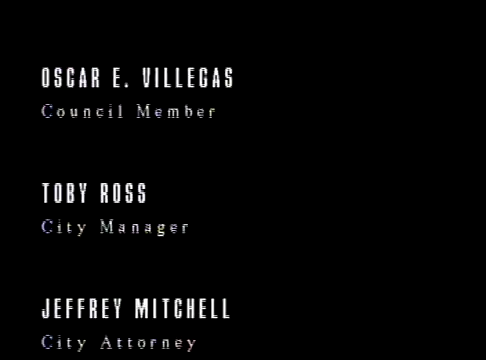 OSCAR E. VILLEGAS
Council Member
TOBY ROSS
City Manager
JEFFREY MITCHELL
City Attorney